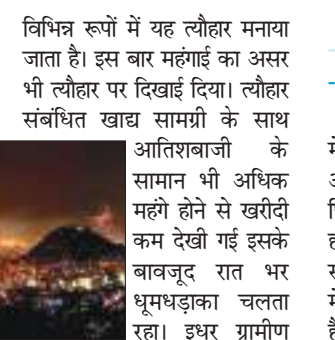 विभिन्न रूपों में यह त्यौहार मनाया
जाता है। इस बार महंगाई का असर
भी त्यौहार पर दिखाई दिया। त्यौहार
संबंधित खाद्य सामग्री के साथ
आतिशबाजी के
सामान भी अधिक
महंगे होने से खरीदी
कम देखी गई इसके
बावजूद रात भर
धूमधड़ाका चलता
रहा। इधर ग्रामीण